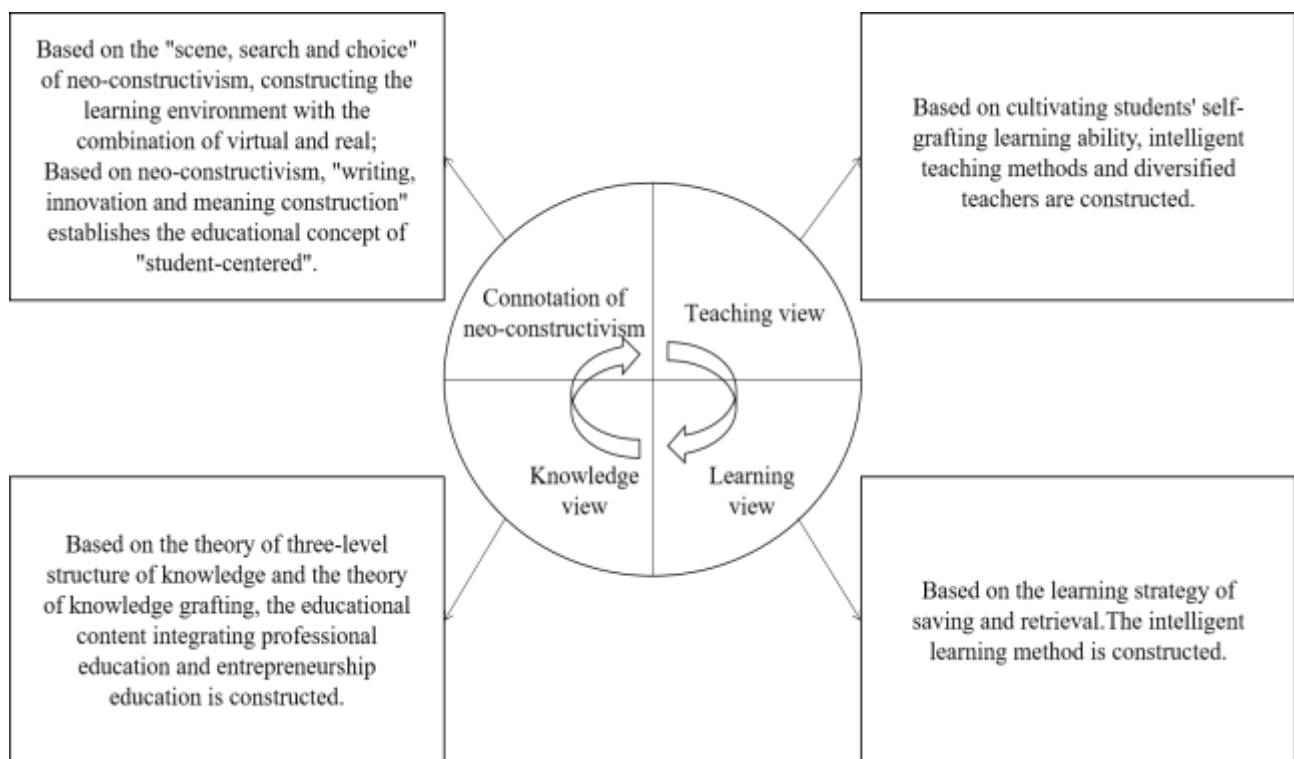 Based on the "scene, search and choice"
of neo-constructivism, constructing the
learning environment with the
combination of virtual and real;
Based on neo-constructivism, "writing,
innovation and meaning construction"
establishes the educational concept of
"student-centered".
Based on cultivating students' self-
grafting learning ability, intelligent
teaching methods and diversified
teachers are constructed.
Connotation of
neo-constructivism
Teaching view
Knowledge
view
Learning
view
Based on the theory of three-level
structure of knowledge and the theory
of knowledge grafting, the educational
content integrating professional
education and entrepreneurship
education is constructed.
Based on the learning strategy of
saving and retrieval.The intelligent
learning method is constructed.